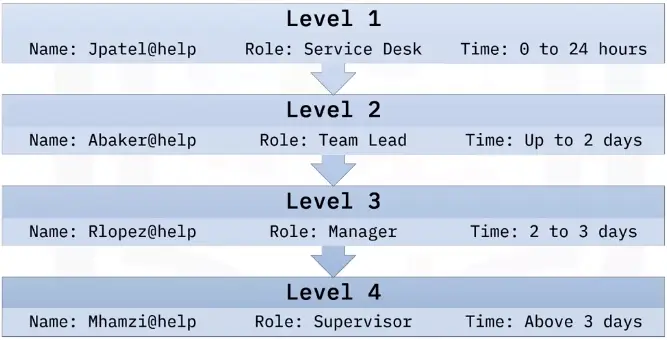 Level 1
Name: Jpatel@help Role: Service Desk Time: 0 to 24 hours
Level 2
Name: Abaker@help Role: Team Lead Time: Up to 2 days
Level 3
Name: Rlopez@help Role: Manager Time: 2 to 3 days
Level 4
Name: Mhamzi@help Role: Supervisor Time: Above 3 days